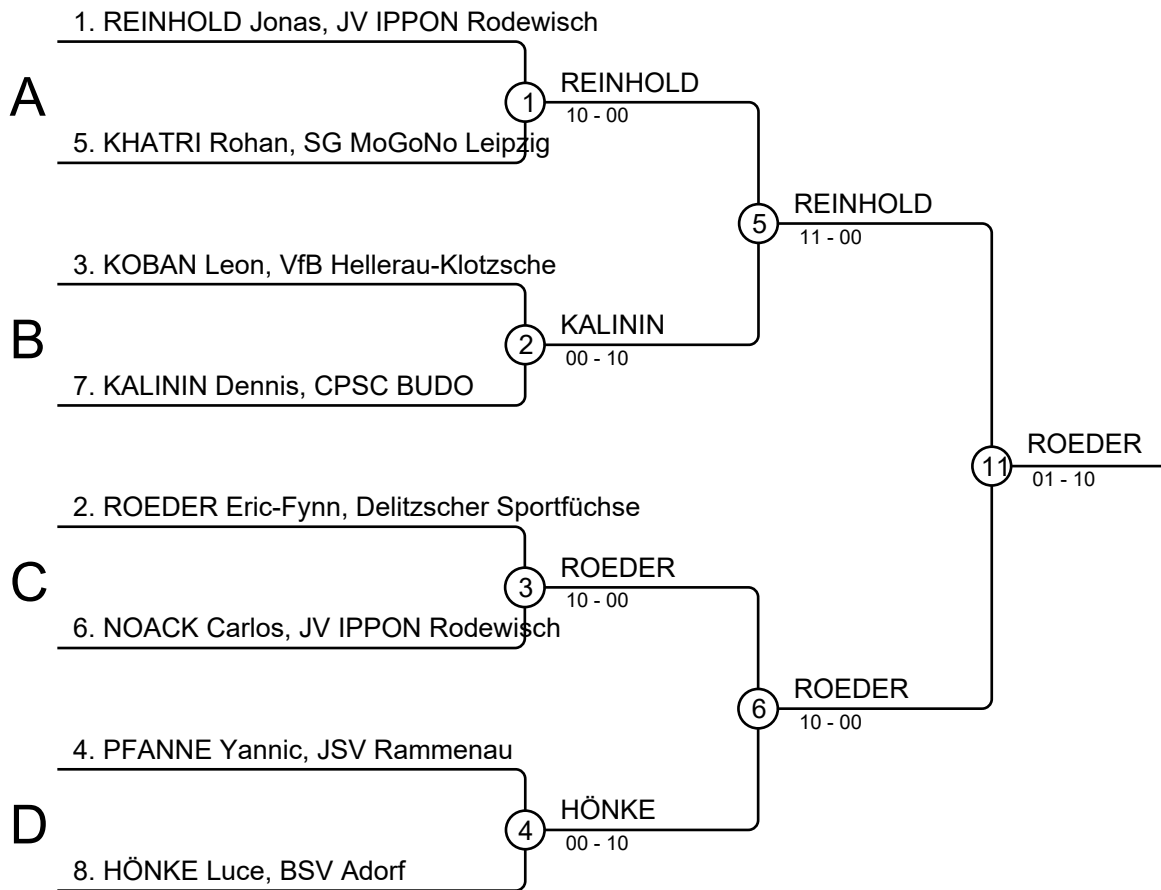 1. REINHOLD Jonas, JV IPPON Rodewisch
A
1
REINHOLD
10 - 00
5. KHATRI Rohan, SG MoGoNo Leipzig
5
REINHOLD
11 - 00
3. KOBAN Leon, VfB Hellerau-Klotzsche
B
2
KALININ
00 - 10
7. KALININ Dennis, CPSC BUDO
11
ROEDER
01 - 10
2. ROEDER Eric-Fynn, Delitzscher Sportfüchse
C
3
ROEDER
10 - 00
6. NOACK Carlos, JV IPPON Rodewisch
6
ROEDER
10 - 00
4. PFANNE Yannic, JSV Rammenau
D
4
HÖNKE
00 - 10
8. HÖNKE Luce, BSV Adorf